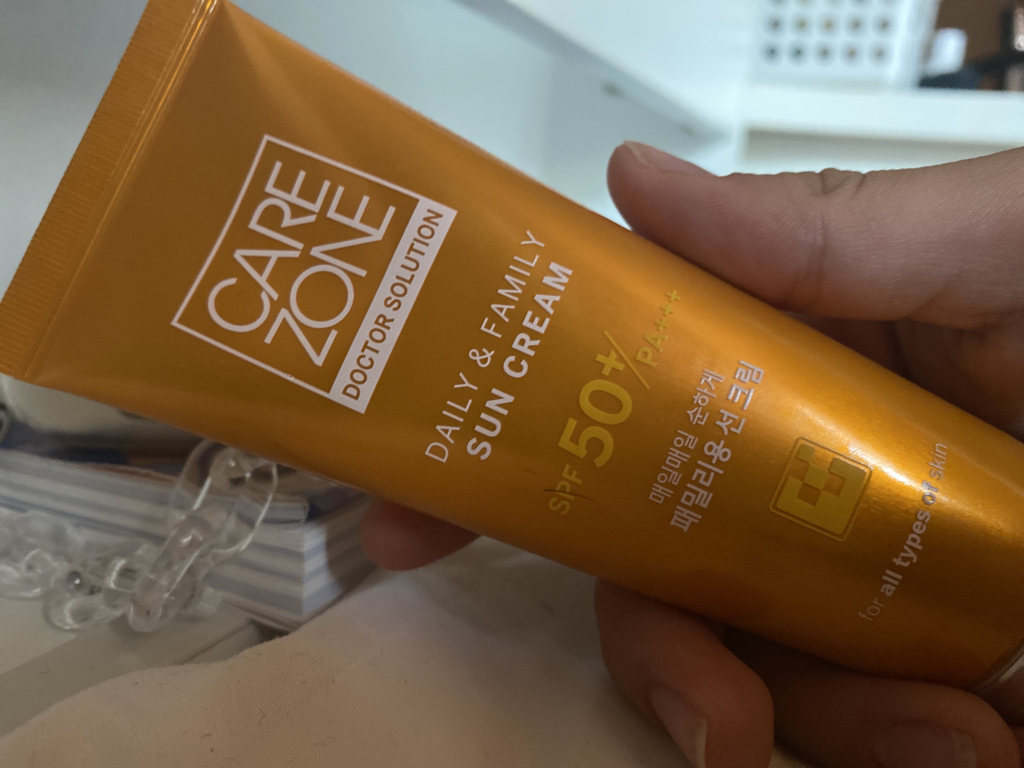 CARE
ZONE
DOCTOR SOLUTION
DAILY & FAMILY
SUN CREAM
SPF 50+/PA+++
매일매일 순하게
패밀리용 선 크림
for all types of skin